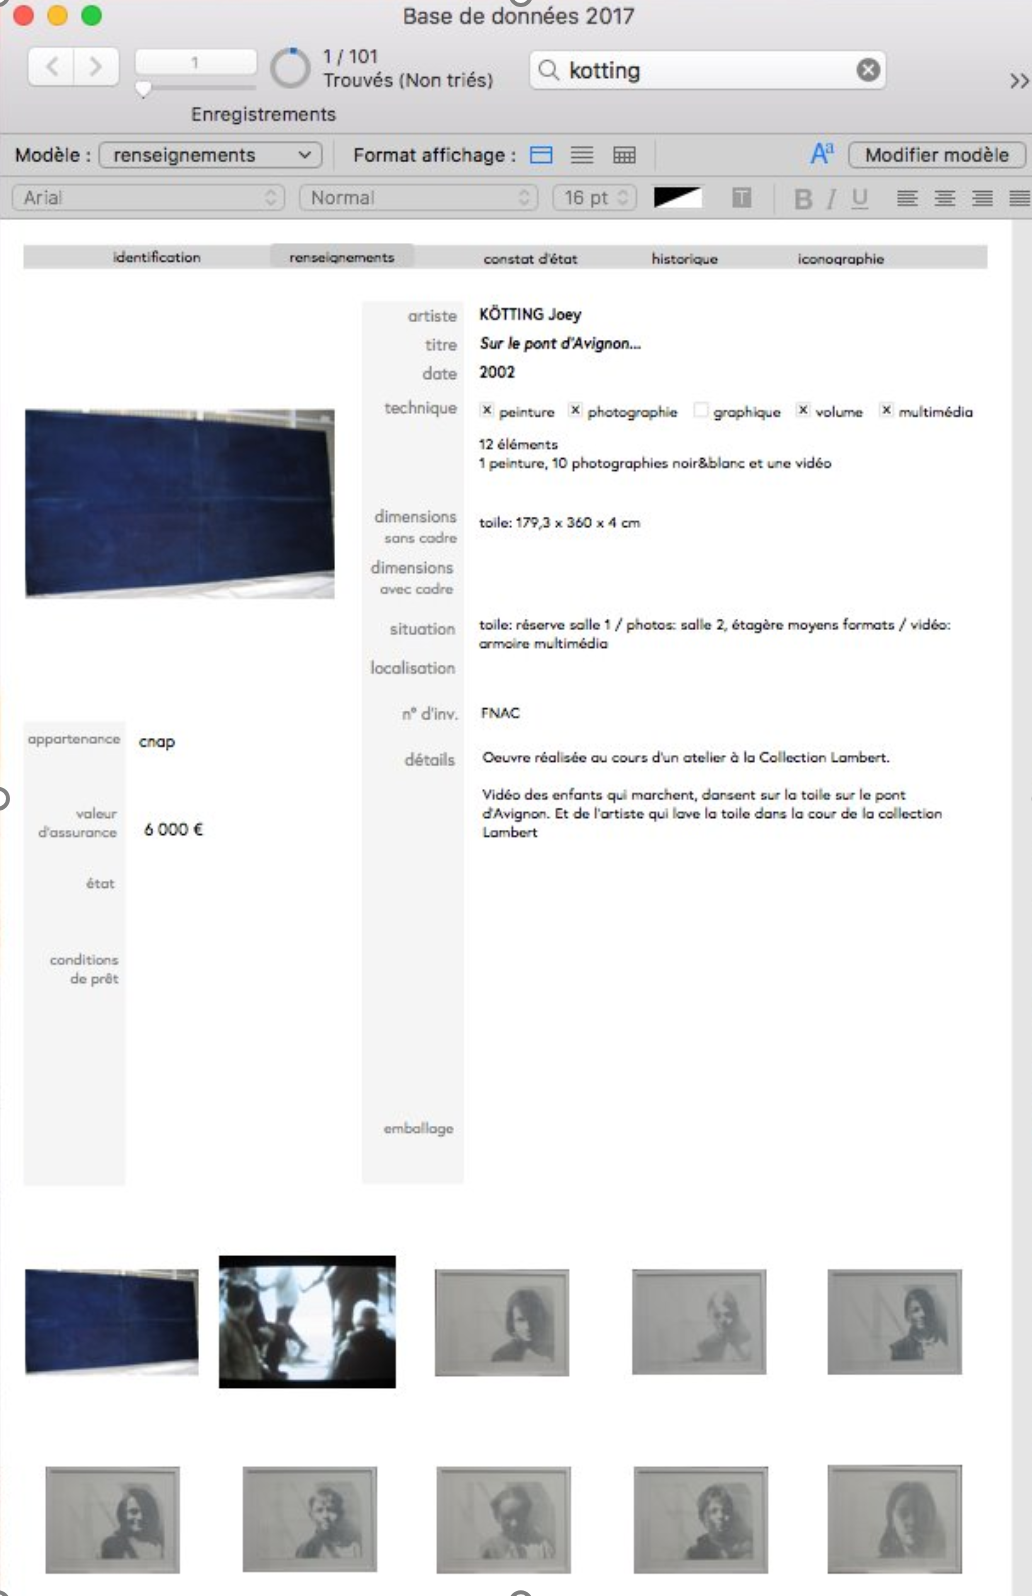 Base de données 2017
1
1 / 101
Trouvés (Non triés)
kotting
Enregistrements
Modèle : renseignements
Format affichage :
Aa
Modifier modèle
Arial
Normal
16 pt
T
B I U
identification
renseignements
constat d'état
historique
iconographie
artiste KÖTTING Joey
titre Sur le pont d'Avignon...
date 2002
technique × peinture × photographie graphique × volume × multimédia
12 éléments
1 peinture, 10 photographies noir&blanc et une vidéo
dimensions
sans cadre
toile: 179,3 x 360 x 4 cm
dimensions
avec cadre
situation
toile: réserve salle 1 / photos: salle 2, étagère moyens formats / vidéo:
armoire multimédia
localisation
n° d'inv. FNAC
appartenance cnap
détails
Oeuvre réalisée au cours d'un atelier à la Collection Lambert.
Vidéo des enfants qui marchent, dansent sur la toile sur le pont
d'Avignon. Et de l'artiste qui lave la toile dans la cour de la collection
Lambert
valeur
d'assurance
6 000 €
état
conditions
de prêt
emballage